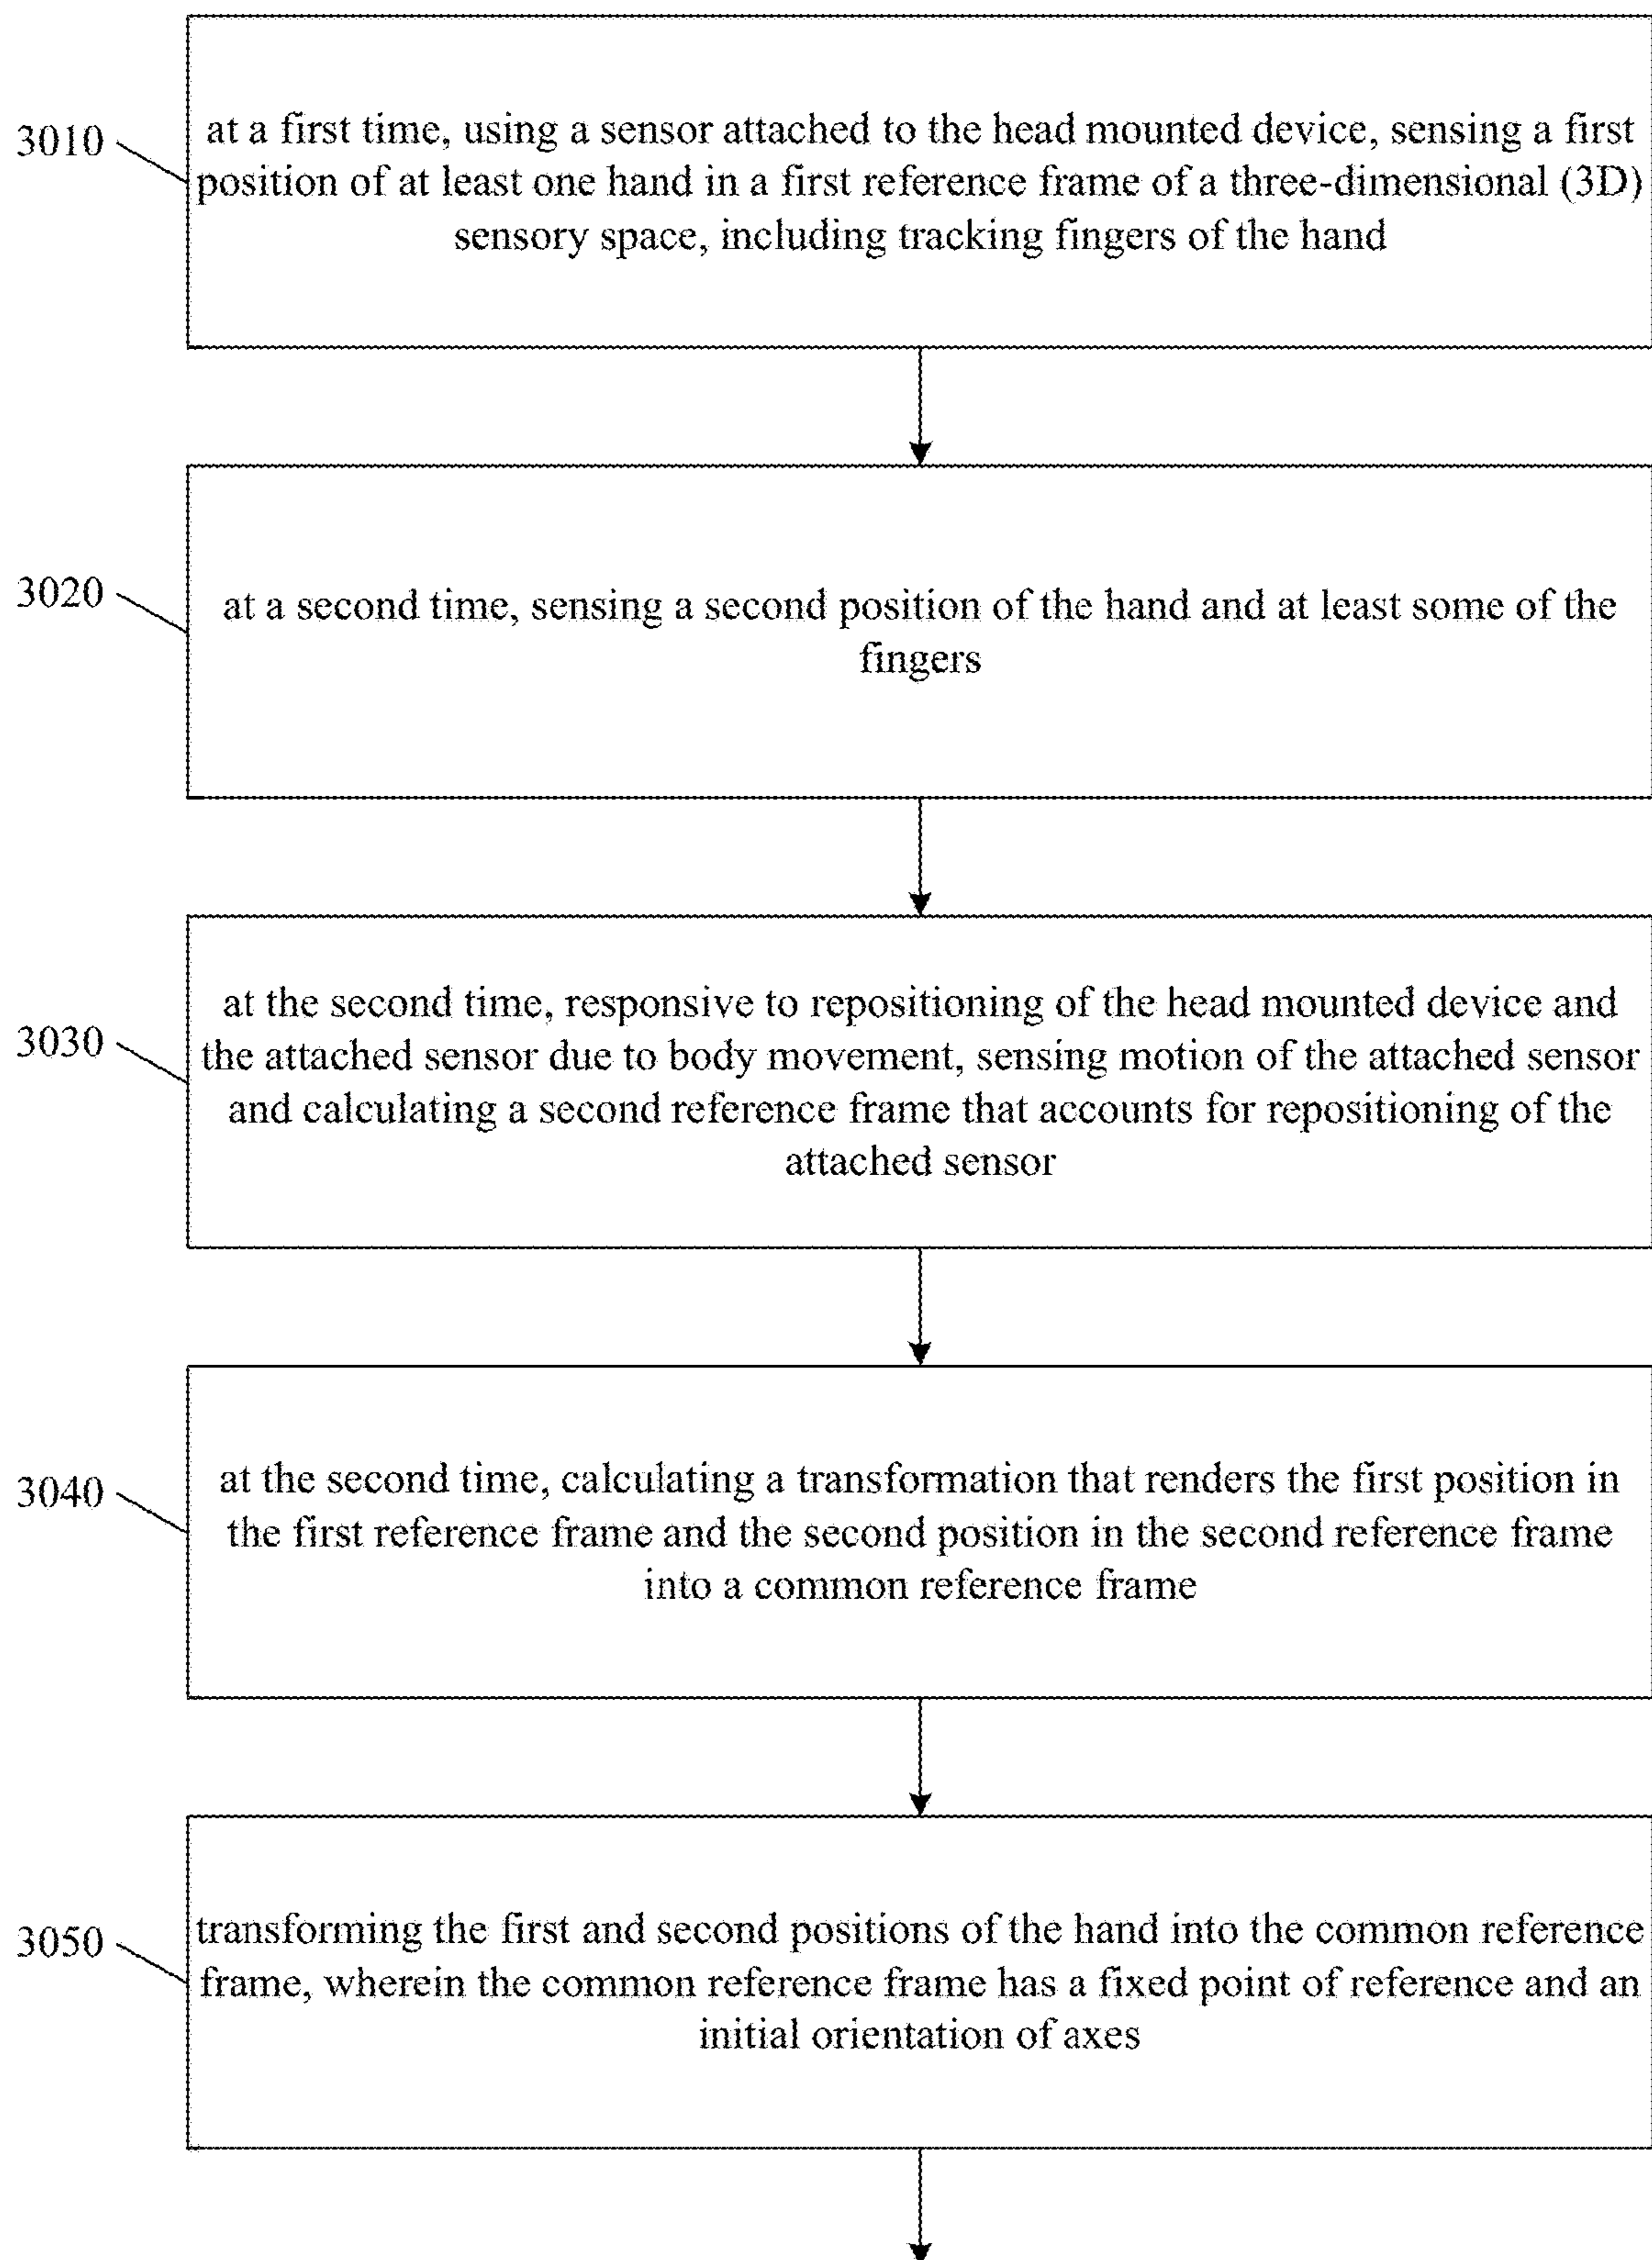 3010
at a first time, using a sensor attached to the head mounted device, sensing a first
position of at least one hand in a first reference frame of a three-dimensional (3D)
sensory space, including tracking fingers of the hand
3020
at a second time, sensing a second position of the hand and at least some of the
fingers
3030
at the second time, responsive to repositioning of the head mounted device and
the attached sensor due to body movement, sensing motion of the attached sensor
and calculating a second reference frame that accounts for repositioning of the
attached sensor
3040
at the second time, calculating a transformation that renders the first position in
the first reference frame and the second position in the second reference frame
into a common reference frame
3050
transforming the first and second positions of the hand into the common reference
frame, wherein the common reference frame has a fixed point of reference and an
initial orientation of axes